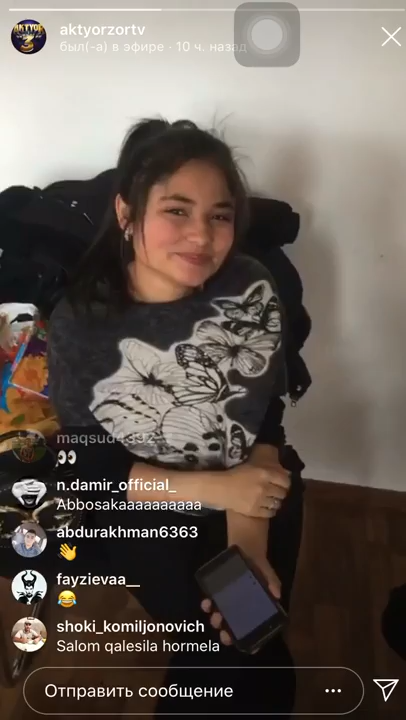 aktyorzortv
был(-а) в эфире · 10 ч. назад
maqsud4392
👀
n.damir_official_
Abbosakaaaaaaaaaa
abdurakhman6363
👋
fayzievaa__
😂
shoki_komiljonovich
Salom qalesila hormela
Отправить сообщение